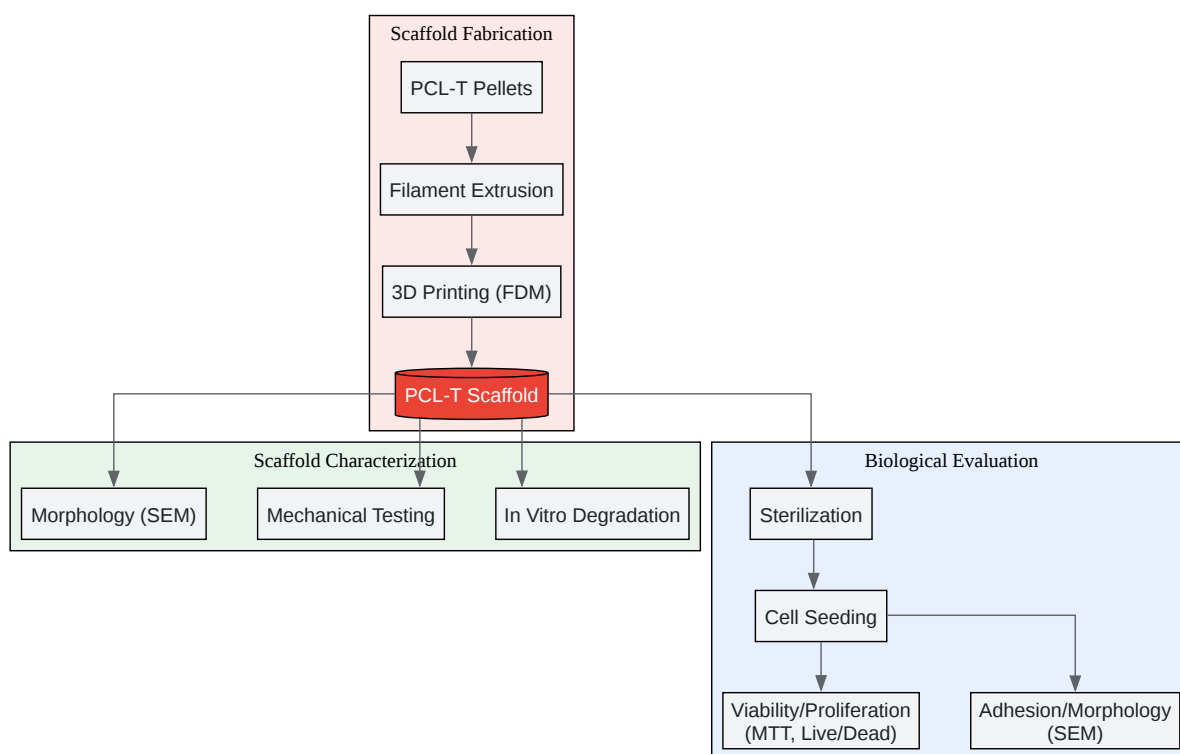 Scaffold Fabrication
PCL-T Pellets
Filament Extrusion
3D Printing (FDM)
PCL-T Scaffold
Scaffold Characterization
Morphology (SEM)
Mechanical Testing
In Vitro Degradation
Biological Evaluation
Sterilization
Cell Seeding
Viability/Proliferation
(MTT, Live/Dead)
Adhesion/Morphology
(SEM)